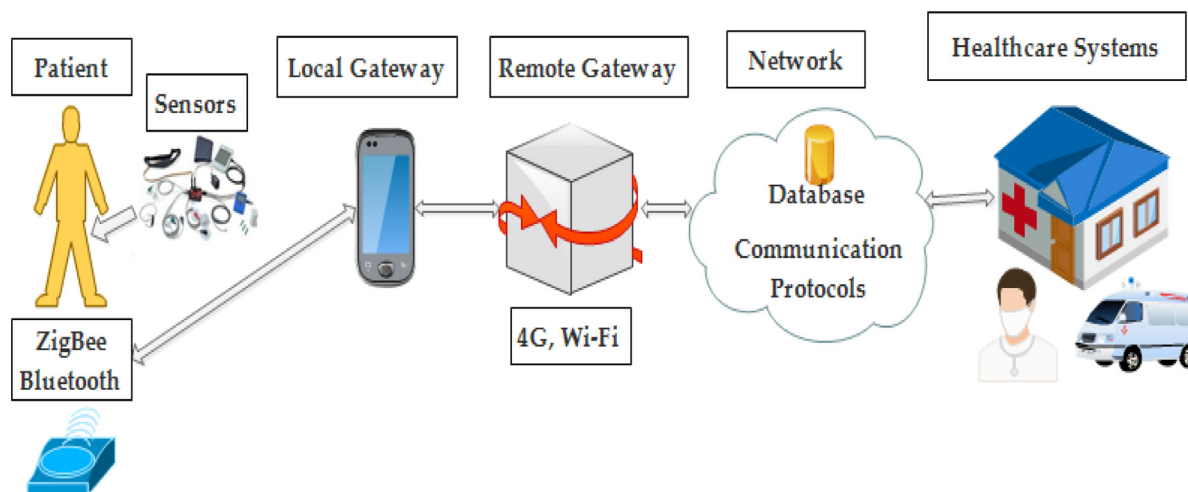 Patient
Sensors
Local Gateway
Remote Gateway
Network
Healthcare Systems
Database
Communication
Protocols
ZigBee
Bluetooth
4G, Wi-Fi